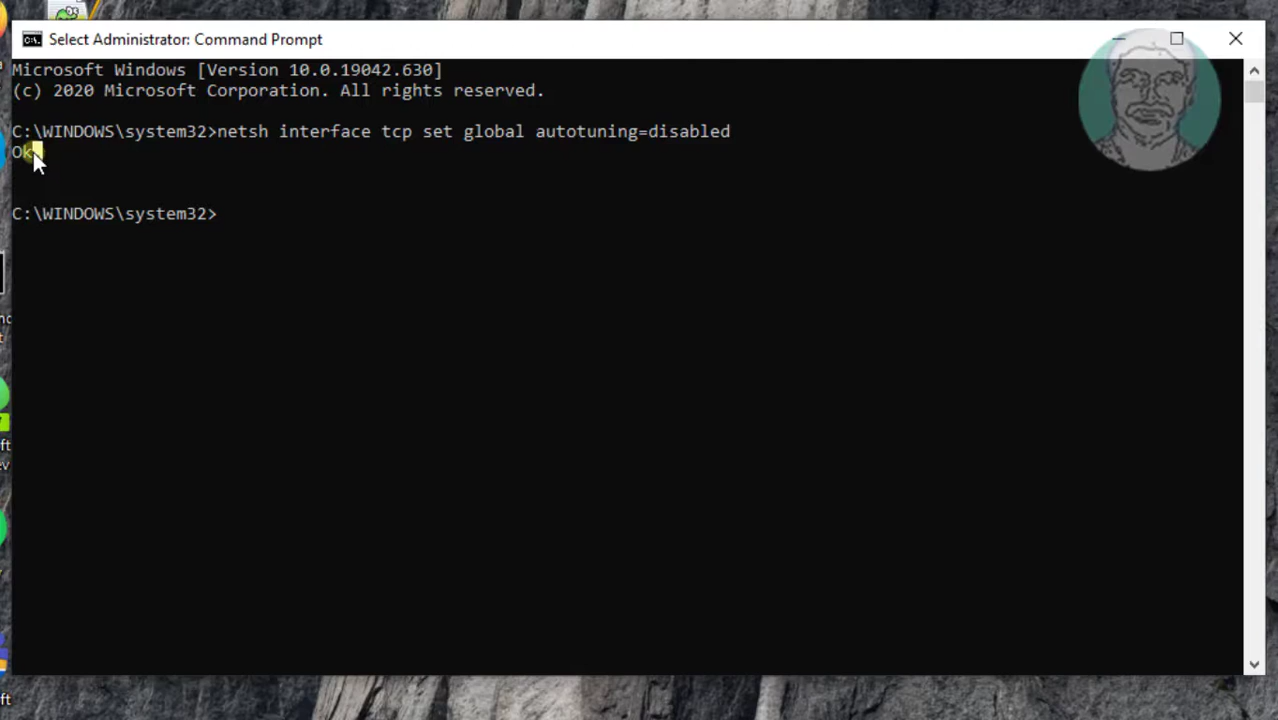 Select Administrator: Command Prompt
Microsoft Windows [Version 10.0.19042.630]
(c) 2020 Microsoft Corporation. All rights reserved.
C:\WINDOWS\system32>netsh interface tcp set global autotuning=disabled
Ok
C:\WINDOWS\system32>